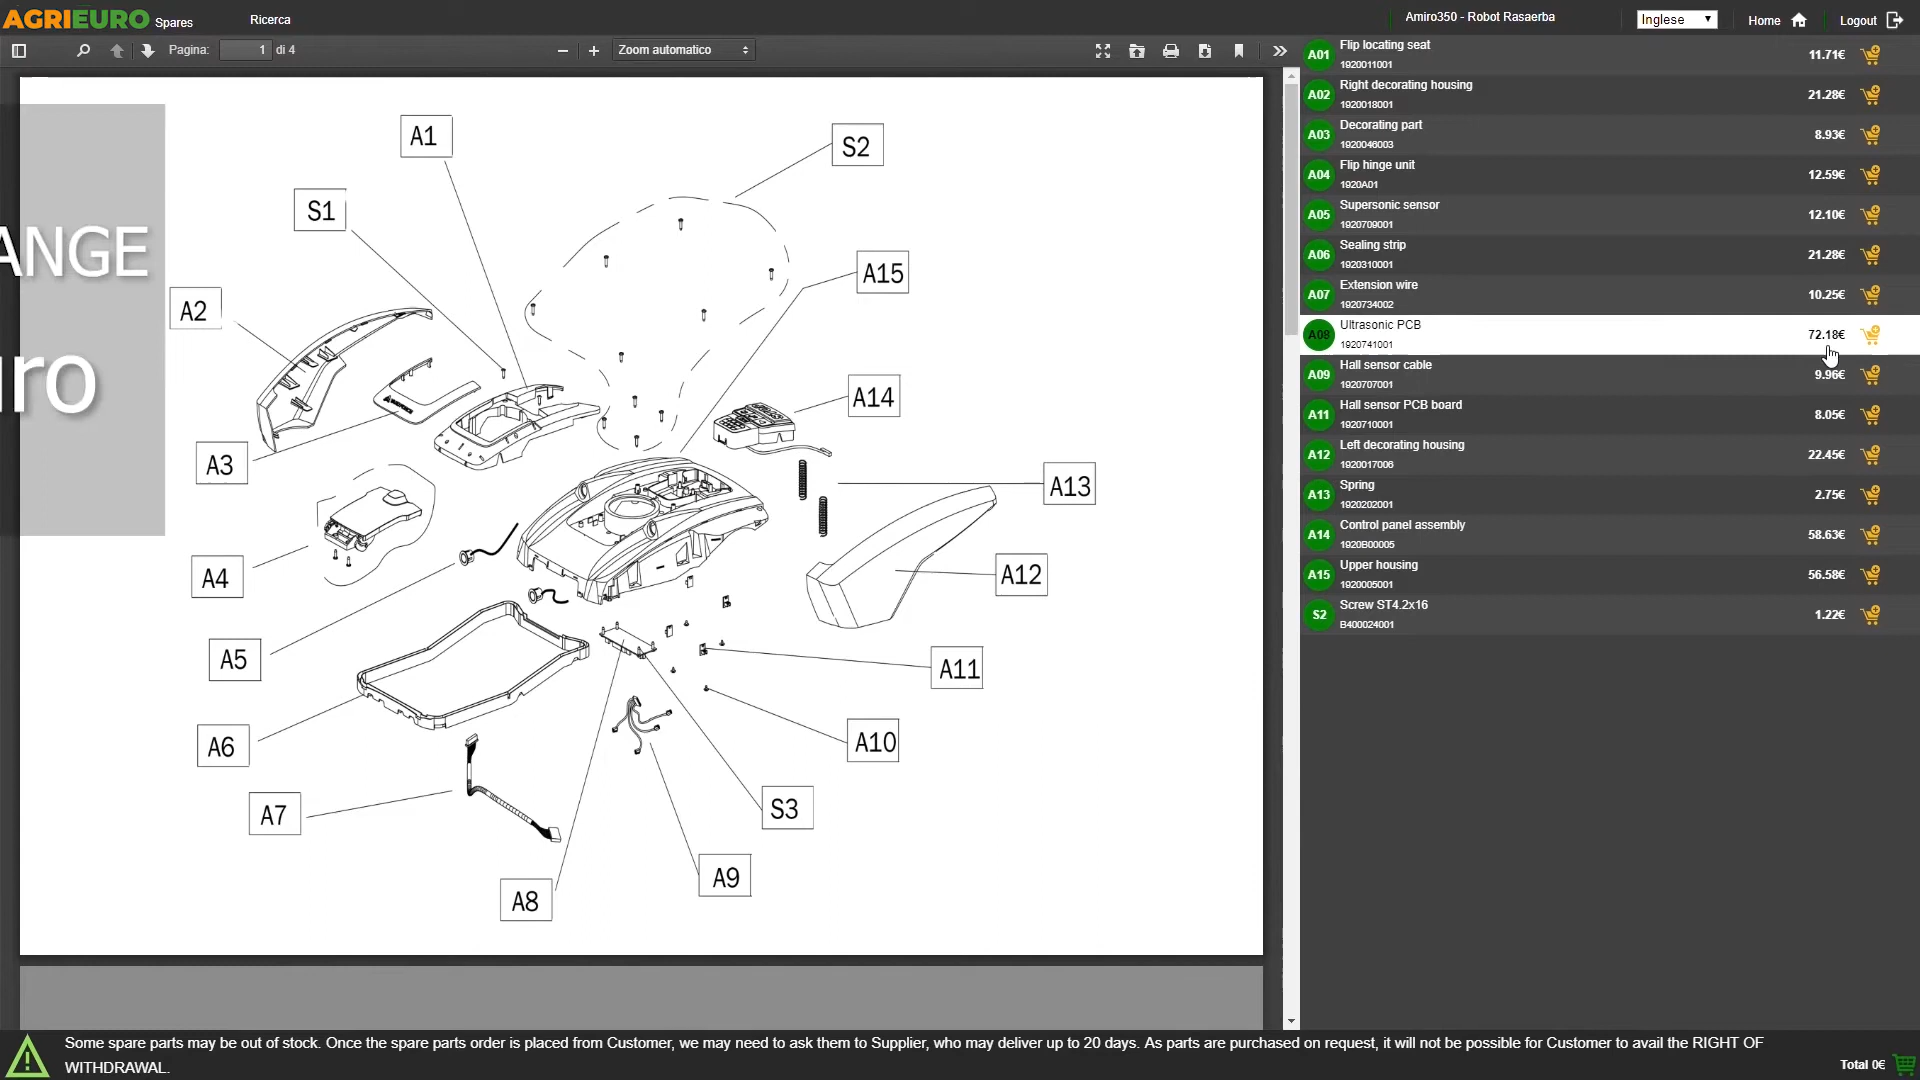 AGRIEURO Spares
Ricerca
Amiro350 - Robot Rasaerba
Inglese
Home
Logout
Pagina: 1 di 4
Zoom automatico
ANGE
uro
A1
S2
S1
A15
A2
A14
A3
A13
A4
A12
A5
A11
A6
A10
A7
S3
A9
A8
A01 Flip locating seat 11.71€
1920011001
A02 Right decorating housing 21.28€
1920018001
A03 Decorating part 8.93€
1920046003
A04 Flip hinge unit 12.59€
1920A01
A05 Supersonic sensor 12.10€
1920709001
A06 Sealing strip 21.28€
1920310001
A07 Extension wire 10.25€
1920734002
A08 Ultrasonic PCB 72.18€
1920741001
A09 Hall sensor cable 9.96€
1920707001
A11 Hall sensor PCB board 8.05€
1920710001
A12 Left decorating housing 22.45€
1920017006
A13 Spring 2.75€
1920202001
A14 Control panel assembly 58.63€
1920B00005
A15 Upper housing 56.58€
1920005001
S2 Screw ST4.2x16 1.22€
B400024001
Some spare parts may be out of stock. Once the spare parts order is placed from Customer, we may need to ask them to Supplier, who may deliver up to 20 days. As parts are purchased on request, it will not be possible for Customer to avail the RIGHT OF
WITHDRAWAL.
Total 0€